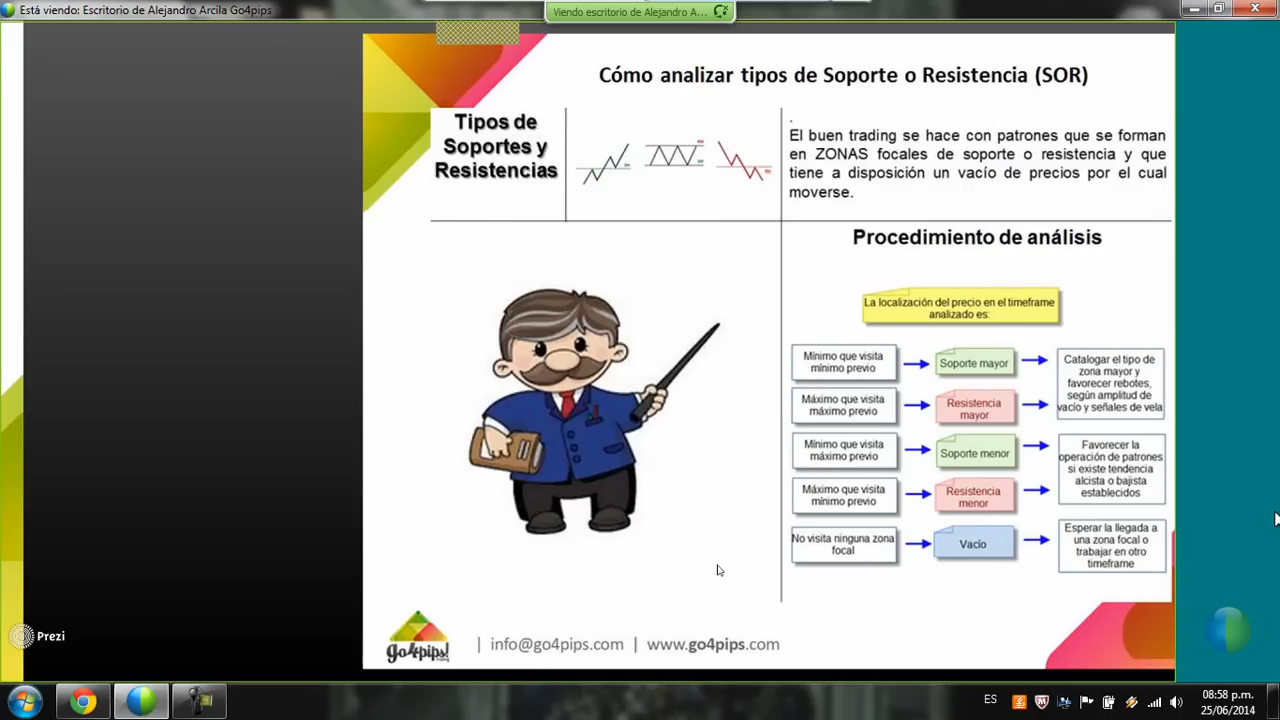 Está viendo: Escritorio de Alejandro Arcila Go4pips
Viendo escritorio de Alejandro A...
Cómo analizar tipos de Soporte o Resistencia (SOR)
Tipos de
Soportes y
Resistencias
.
El buen trading se hace con patrones que se forman
en ZONAS focales de soporte o resistencia y que
tiene a disposición un vacío de precios por el cual
moverse.
Procedimiento de análisis
La localización del precio en el timeframe
analizado es:
Mínimo que visita
mínimo previo
Soporte mayor
Catalogar el tipo de
zona mayor y
favorecer rebotes,
según amplitud de
vacío y señales de vela
Máximo que visita
máximo previo
Resistencia
mayor
Mínimo que visita
máximo previo
Soporte menor
Favorecer la
operación de patrones
si existe tendencia
alcista o bajista
establecidos
Máximo que visita
mínimo previo
Resistencia
menor
No visita ninguna zona
focal
Vacío
Esperar la llegada a
una zona focal o
trabajar en otro
timeframe
Prezi
go4pips!
| info@go4pips.com | www.go4pips.com
ES
08:58 p.m.
25/06/2014